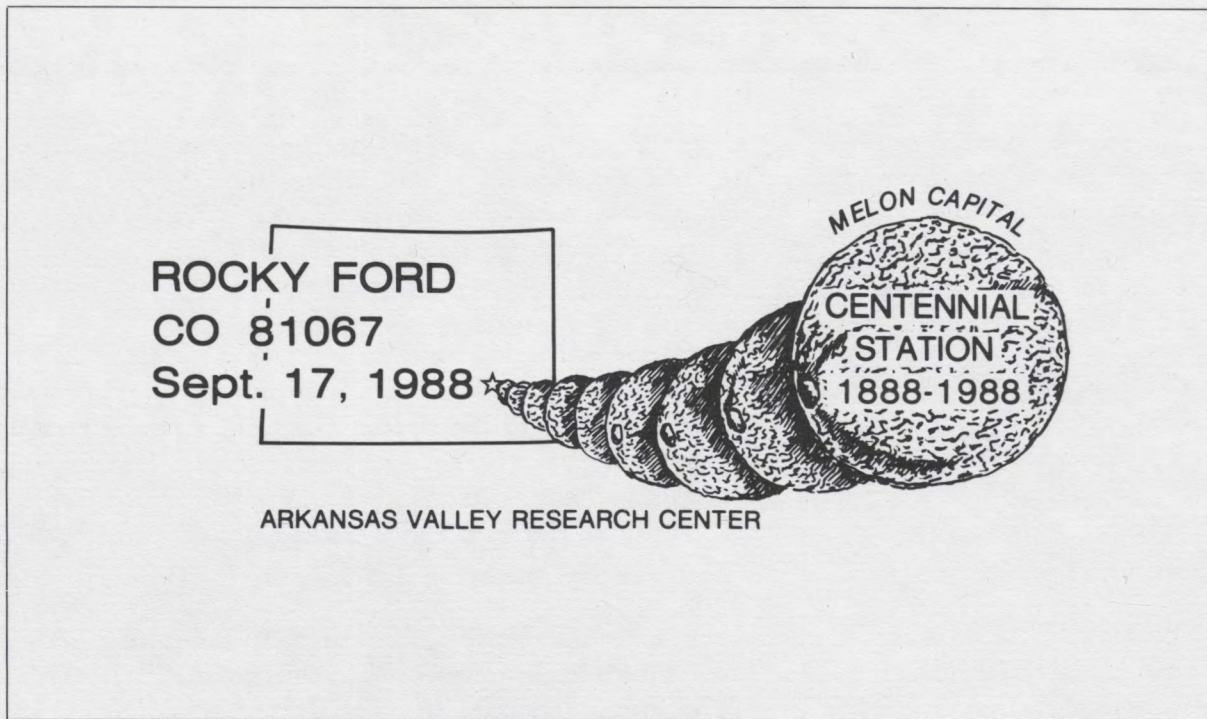 ROCKY FORD
CO 81067
Sept. 17, 1988
MELON CAPITAL
CENTENNIAL
STATION
1888-1988
ARKANSAS VALLEY RESEARCH CENTER